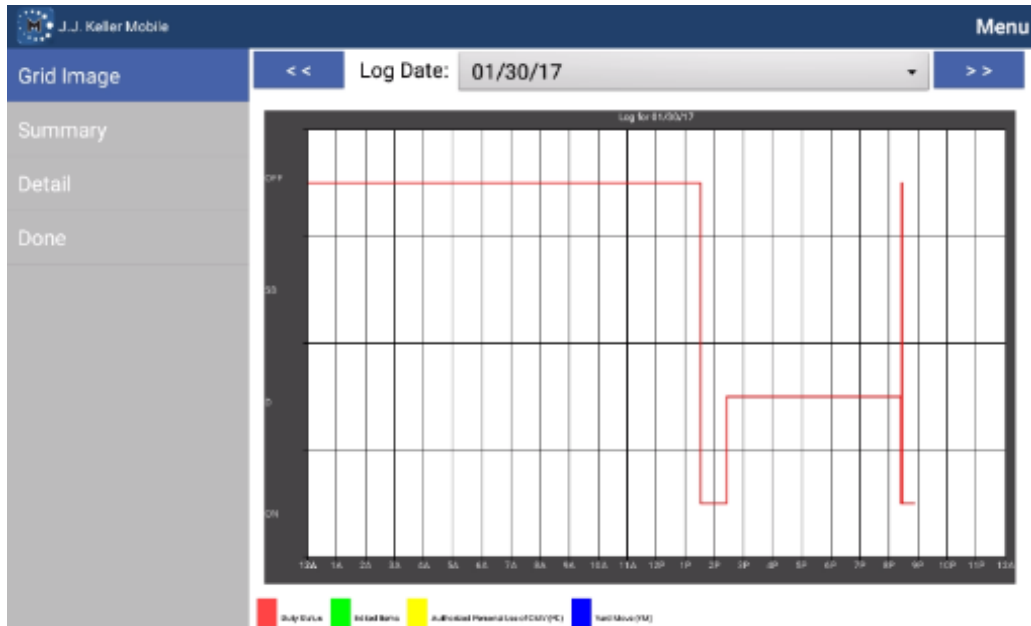 J.J. Keller Mobile
Menu
Grid Image
<<
Log Date:
01/30/17
>>
Summary
Detail
Done
Log for 01/30/17
OFF
SB
D
ON
12A 1A 2A 3A 4A 5A 6A 7A 8A 9A 10A 11A 12P 1P 2P 3P 4P 5P 6P 7P 8P 9P 10P 11P 12A
Duty Status
Edited Items
Authorized Personal Use of CMV (PC)
Yard Move (YM)